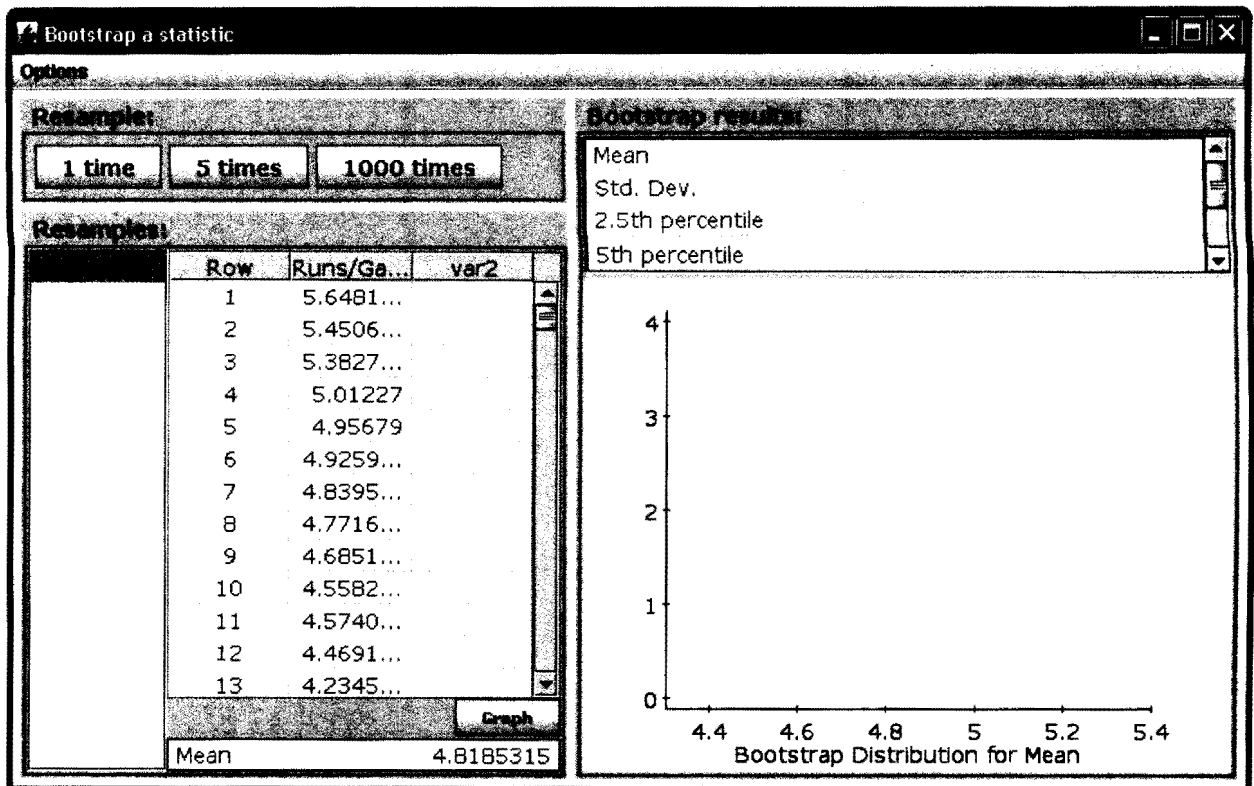 Bootstrap a statistic
Options
Resample:
1 time 5 times 1000 times
Resamples:
Row Runs/Ga... var2
1 5.6481...
2 5.4506...
3 5.3827...
4 5.01227
5 4.95679
6 4.9259...
7 4.8395...
8 4.7716...
9 4.6851...
10 4.5582...
11 4.5740...
12 4.4691...
13 4.2345...
Graph
Mean 4.8185315
Bootstrap results:
Mean
Std. Dev.
2.5th percentile
5th percentile
4
3
2
1
0
4.4 4.6 4.8 5 5.2 5.4
Bootstrap Distribution for Mean